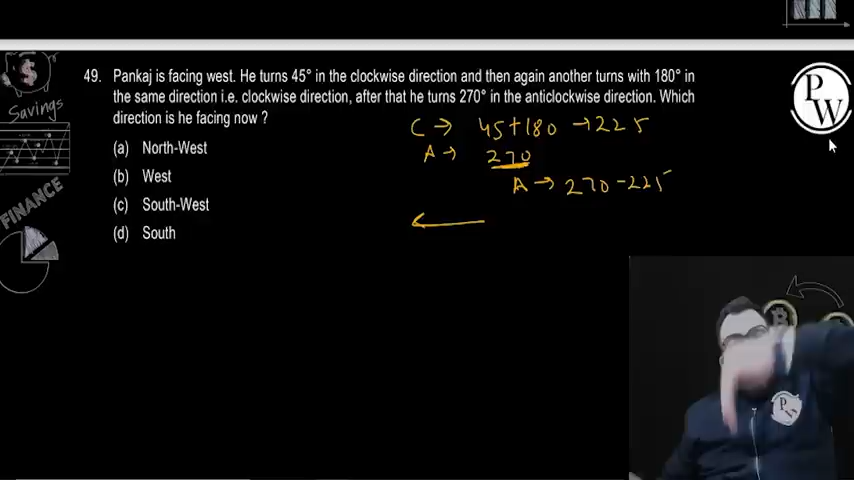 Savings
FINANCE
49. Pankaj is facing west. He turns 45° in the clockwise direction and then again another turns with 180° in
the same direction i.e. clockwise direction, after that he turns 270° in the anticlockwise direction. Which
direction is he facing now ?
(a) North-West
(b) West
(c) South-West
(d) South
C → 45+180 → 225
A → 270
A → 270-225
PW
PW